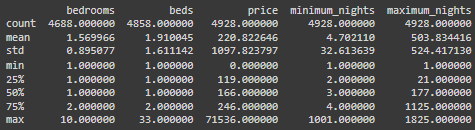 bedrooms beds price minimum_nights maximum_nights
count 4688.000000 4858.000000 4928.000000 4928.000000 4928.000000
mean 1.569966 1.910045 220.822646 4.702110 503.834416
std 0.895077 1.611142 1097.823797 32.613639 524.417130
min 1.000000 1.000000 0.000000 1.000000 1.000000
25% 1.000000 1.000000 119.000000 2.000000 21.000000
50% 1.000000 1.000000 166.000000 3.000000 177.000000
75% 2.000000 2.000000 246.000000 4.000000 1125.000000
max 10.000000 33.000000 71536.000000 1001.000000 1825.000000